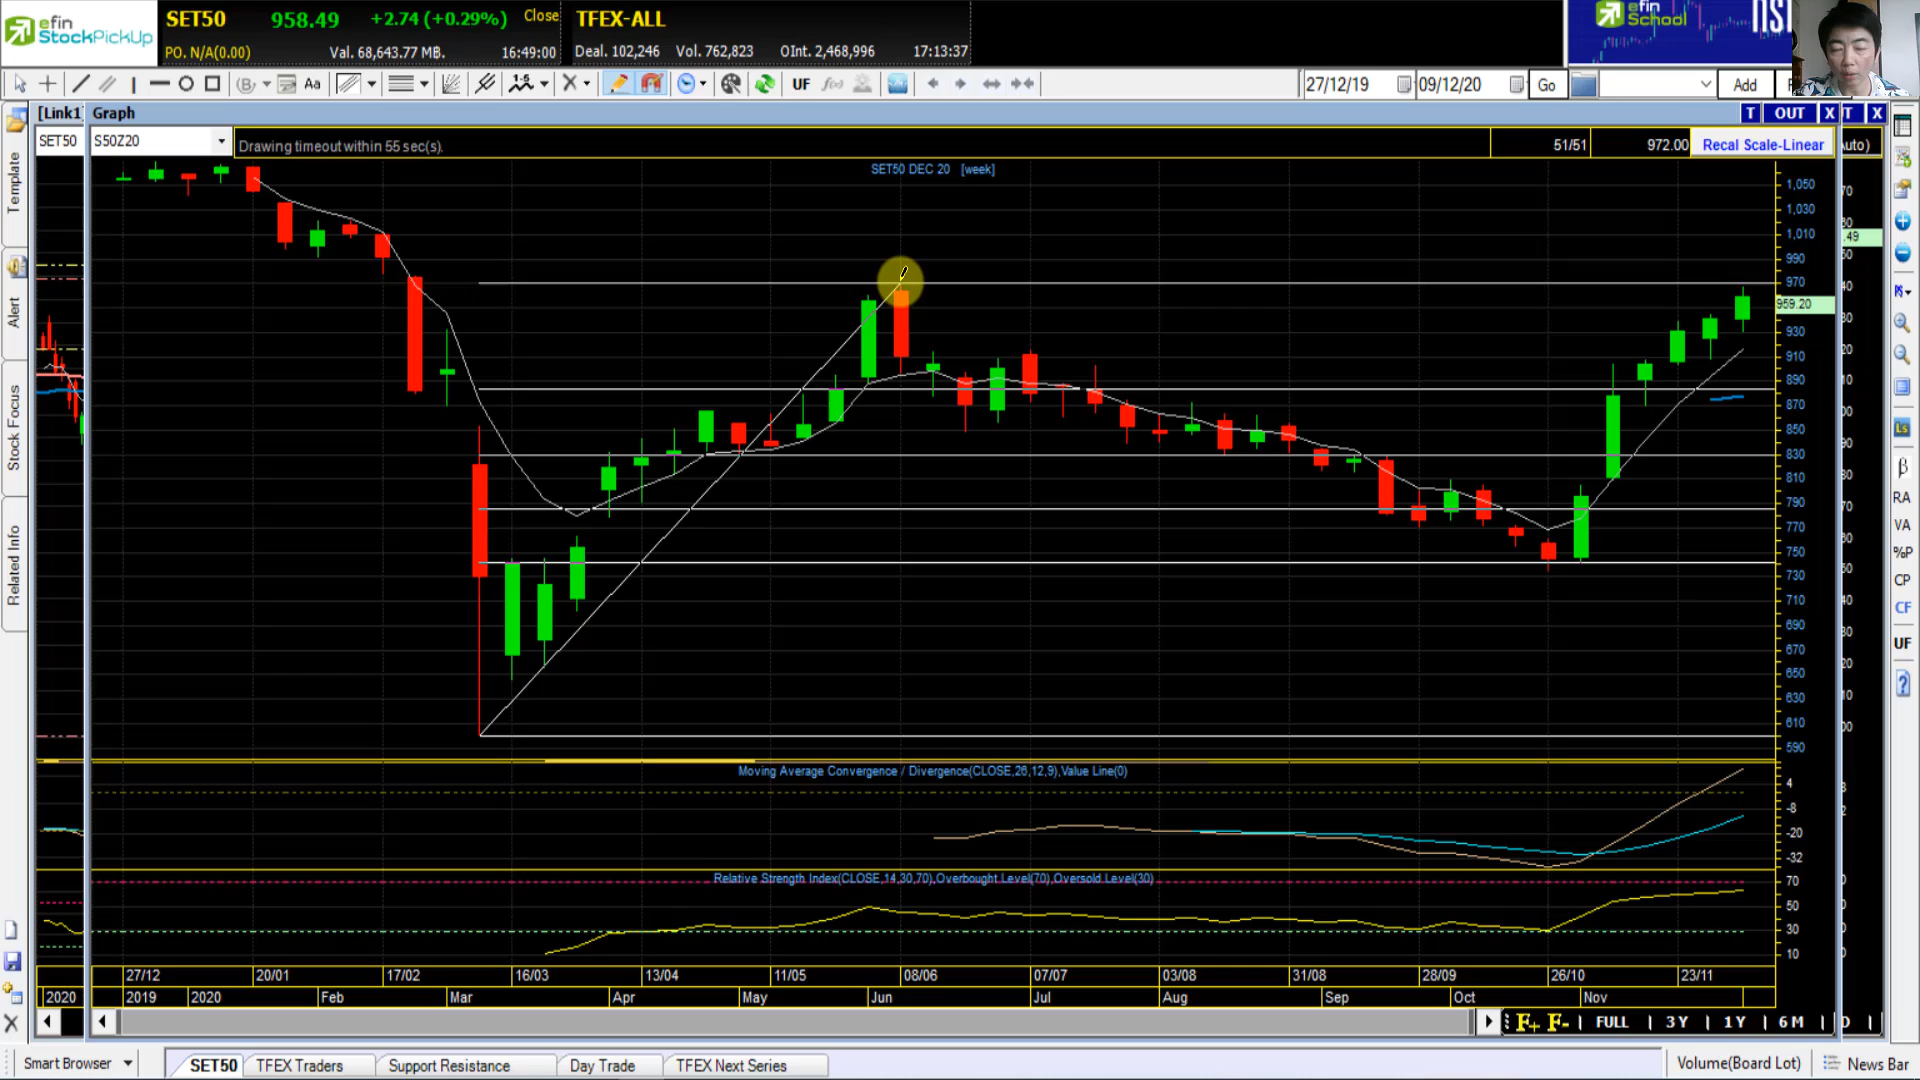 efin
StockPickUp
SET50 958.49 +2.74 (+0.29%) Close
PO. N/A(0.00) Val. 68,643.77 MB. 16:49:00
TFEX-ALL
Deal. 102,246 Vol. 762,823 OInt. 2,468,996 17:13:37
efin
School
Aa
1-5
UF
f(x)
27/12/19
09/12/20
Go
Add
[Link1]
Graph
T OUT X
T X
SET50
S50Z20
Drawing timeout within 55 sec(s).
51/51
972.00
Recal Scale-Linear
SET50 DEC 20 [week]
Template
Alert
Stock Focus
Related Info
1,050
1,030
1,010
990
970
959.20
930
910
890
870
850
830
810
790
770
750
730
710
690
670
650
630
610
590
Moving Average Convergence / Divergence(CLOSE,26,12,9),Value Line(0)
4
-8
-20
-32
Relative Strength Index(CLOSE,14,30,70),Overbought Level(70),Oversold Level(30)
70
50
30
10
27/12 20/01 17/02 16/03 13/04 11/05 08/06 07/07 03/08 31/08 28/09 26/10 23/11
2020
2019 2020 Feb Mar Apr May Jun Jul Aug Sep Oct Nov
F+ F- | FULL | 3 Y | 1 Y | 6 M |
Ls
β
RA
VA
%P
CP
CF
UF
?
Smart Browser
SET50
TFEX Traders
Support Resistance
Day Trade
TFEX Next Series
Volume(Board Lot)
News Bar